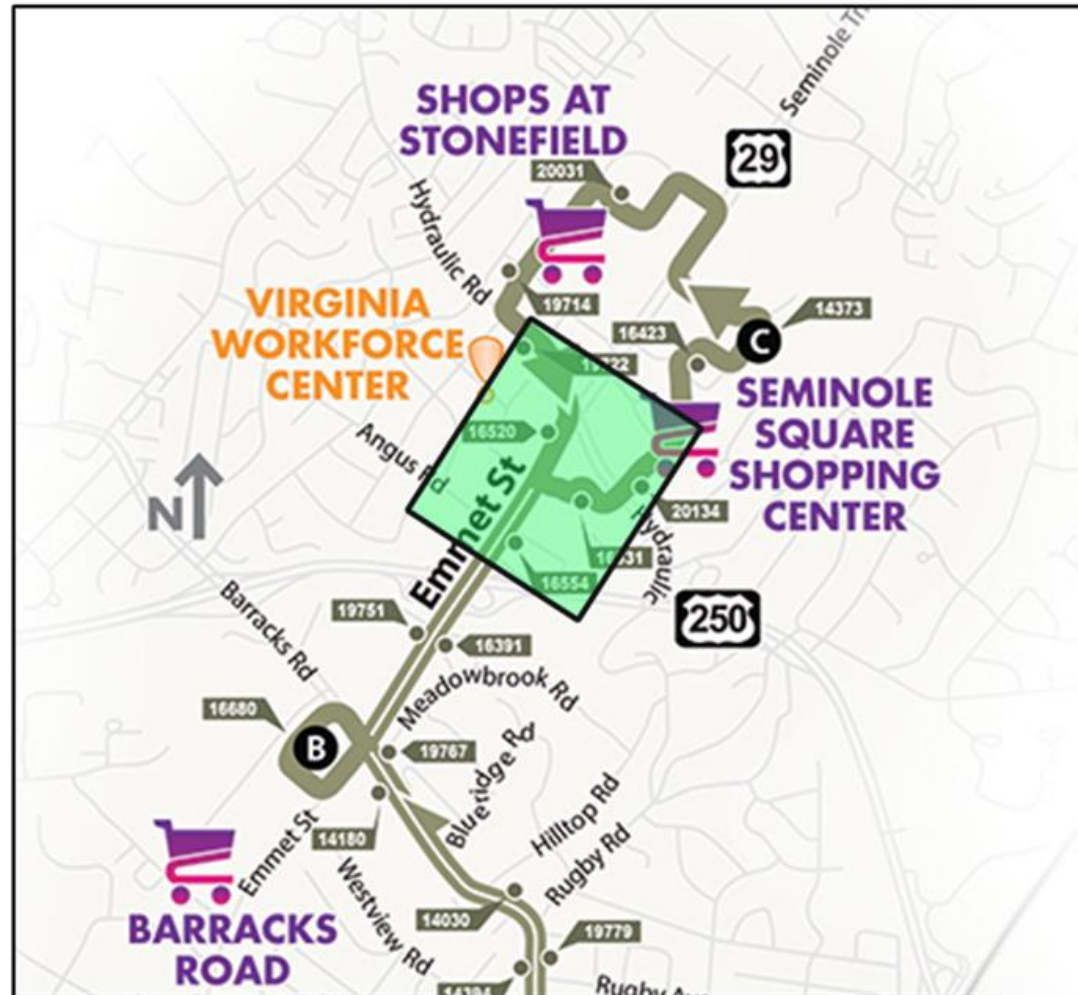 SHOPS AT
STONEFIELD
Seminole
29
20031
Hydraulic Rd
19714
VIRGINIA
WORKFORCE
CENTER
14373
16423
C
SEMINOLE
SQUARE
SHOPPING
CENTER
16520
Angus Rd
Emmet St
N
20134
Hydraulic
16554
250
Barracks Rd
19751
16391
Meadowbrook Rd
16680
B
19767
Blueridge Rd
14180
Hilltop Rd
Rugby Rd
Emmet St
Westview Rd
14030
BARRACKS
ROAD
19779
Rugby